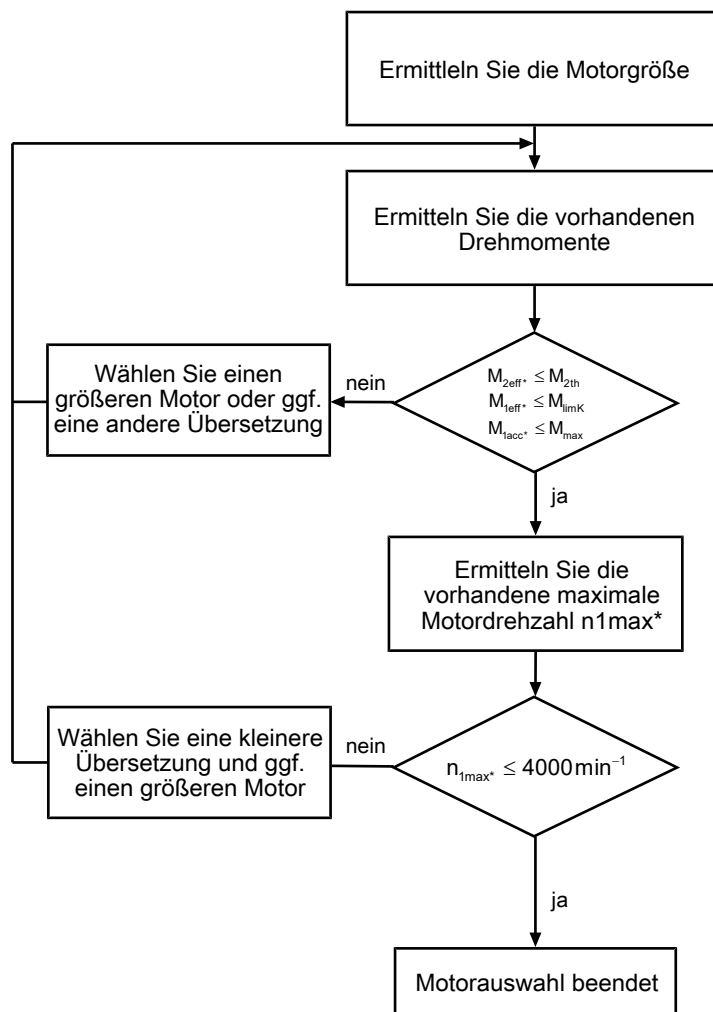 Ermittleln Sie die Motorgröße
Ermitteln Sie die vorhandenen
Drehmomente
Wählen Sie einen
größeren Motor oder ggf.
eine andere Übersetzung
nein
M2eff* ≤ M2th
M1eff* ≤ MlimK
M1acc* ≤ Mmax
ja
Ermitteln Sie die
vorhandene maximale
Motordrehzahl n1max*
Wählen Sie eine kleinere
Übersetzung und ggf.
einen größeren Motor
nein
n1max* ≤ 4000 min⁻¹
ja
Motorauswahl beendet